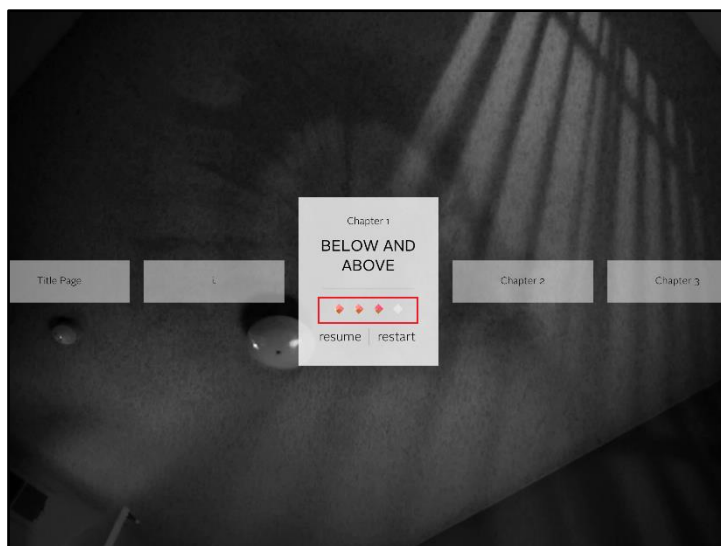 Chapter 1
BELOW AND
ABOVE
Title Page
i.
Chapter 2
Chapter 3
resume | restart